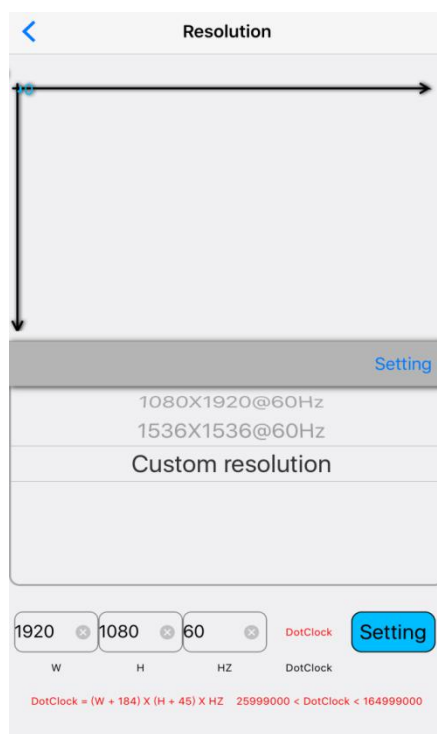 Resolution
Setting
1080X1920@60Hz
1536X1536@60Hz
Custom resolution
1920 1080 60 DotClock Setting
W H HZ DotClock
DotClock = (W + 184) X (H + 45) X HZ 25999000 < DotClock < 164999000